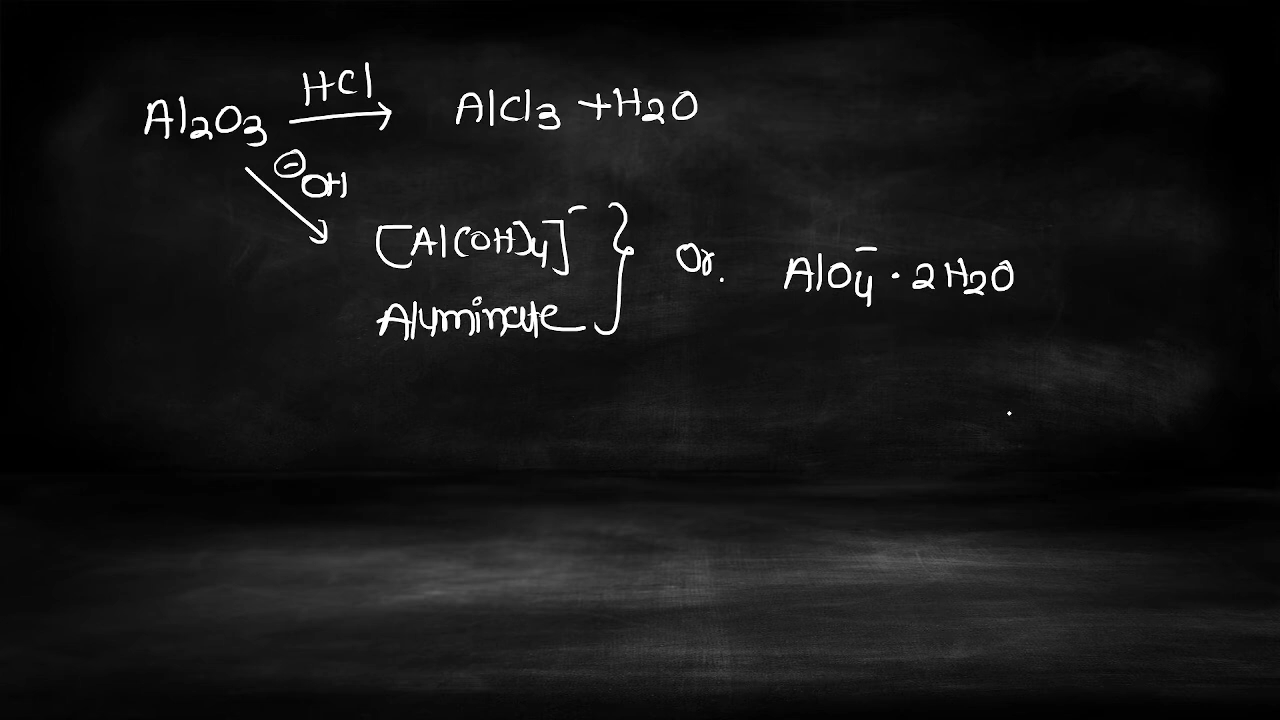 Al2O3 HCl → AlCl3 + H2O
⊖OH
[Al(OH)4]⁻ } Or. AlO4⁻ · 2H2O
Aluminate